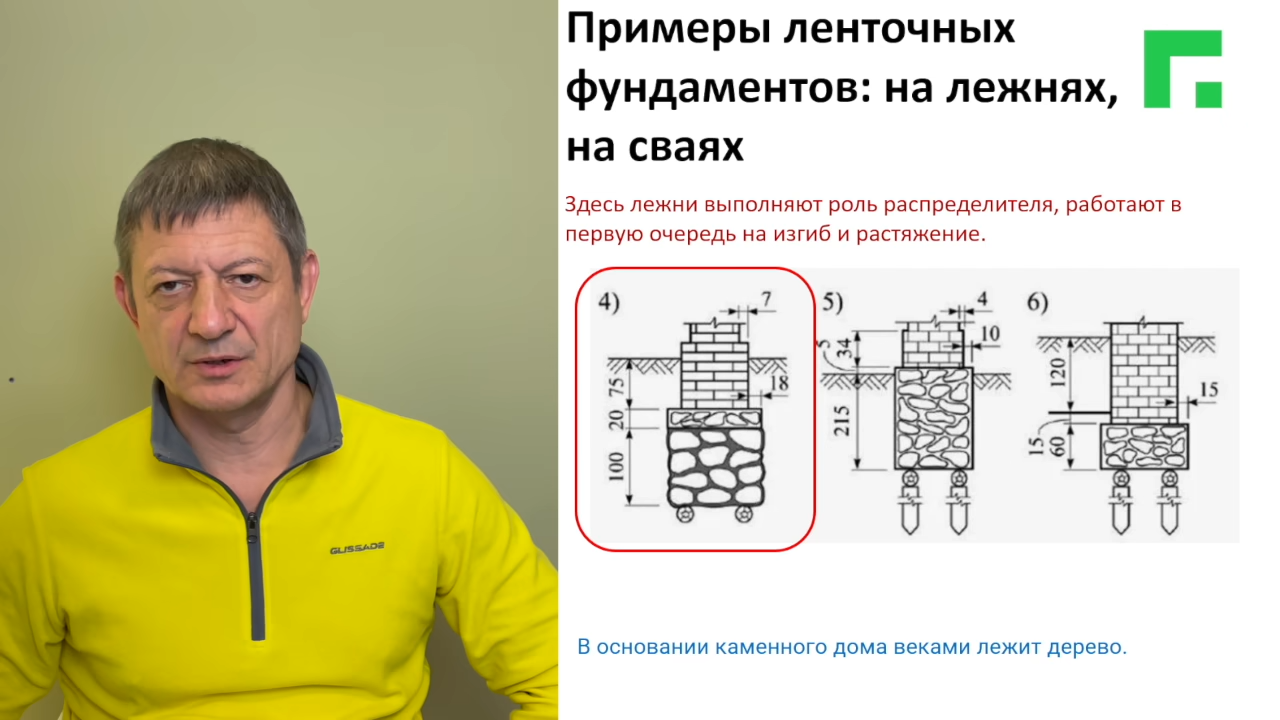 Примеры ленточных
фундаментов: на лежнях,
на сваях
Здесь лежни выполняют роль распределителя, работают в
первую очередь на изгиб и растяжение.
4)
7
75
18
20
100
5)
4
5
34
10
215
6)
120
15
15
60
GLISSADE
В основании каменного дома веками лежит дерево.